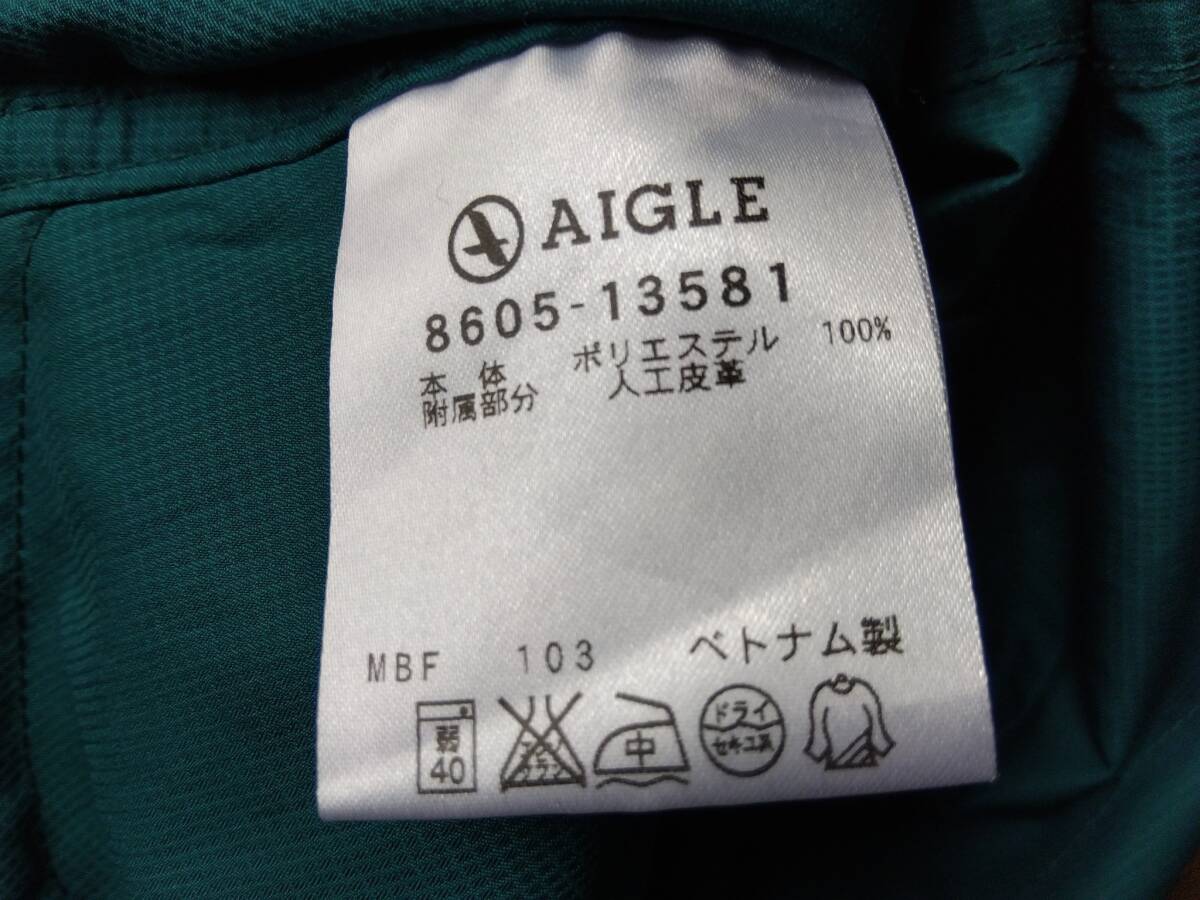 AIGLE
8605-13581
本体 ポリエステル 100%
附属部分 人工皮革
MBF 103 ベトナム製
弱 中 ドライ
40 セキユ系